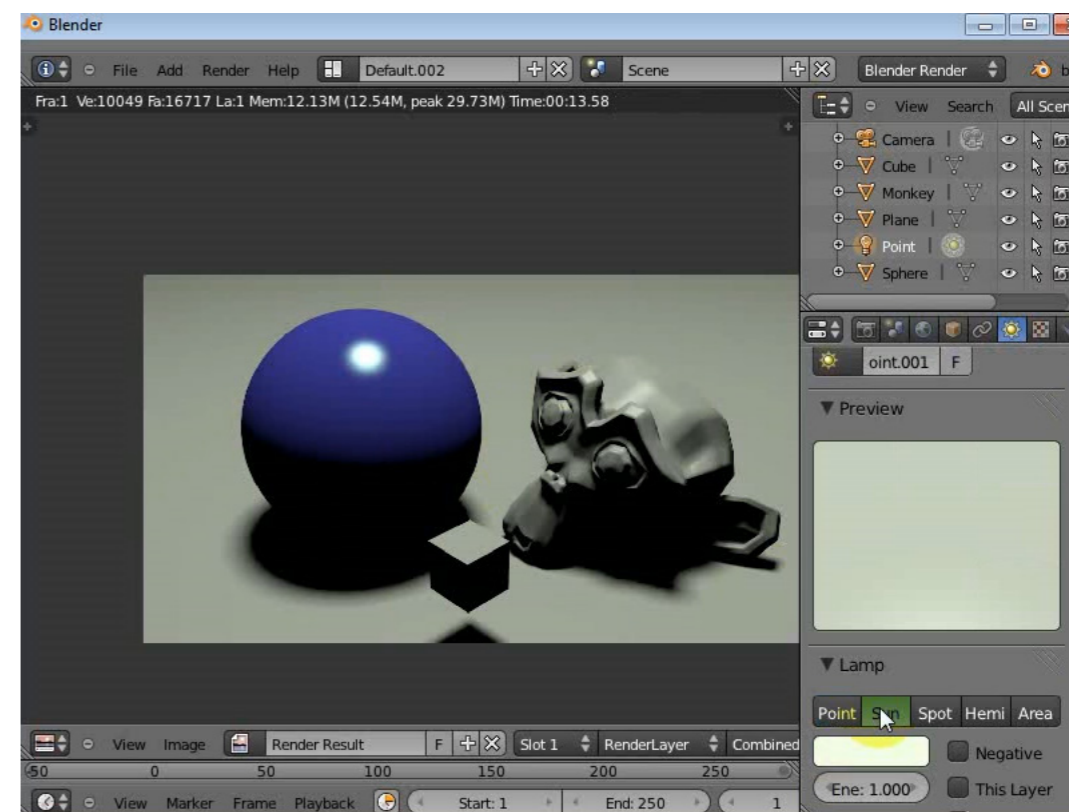 Blender
File Add Render Help Default.002 Scene Blender Render
Fra:1 Ve:10049 Fa:16717 La:1 Mem:12.13M (12.54M, peak 29.73M) Time:00:13.58
View Search All Scen
Camera
Cube
Monkey
Plane
Point
Sphere
oint.001 F
Preview
Lamp
Point Sun Spot Hemi Area
Negative
Ene: 1.000 This Layer
View Image Render Result F Slot 1 RenderLayer Combined
-50 0 50 100 150 200 250
View Marker Frame Playback Start: 1 End: 250 1